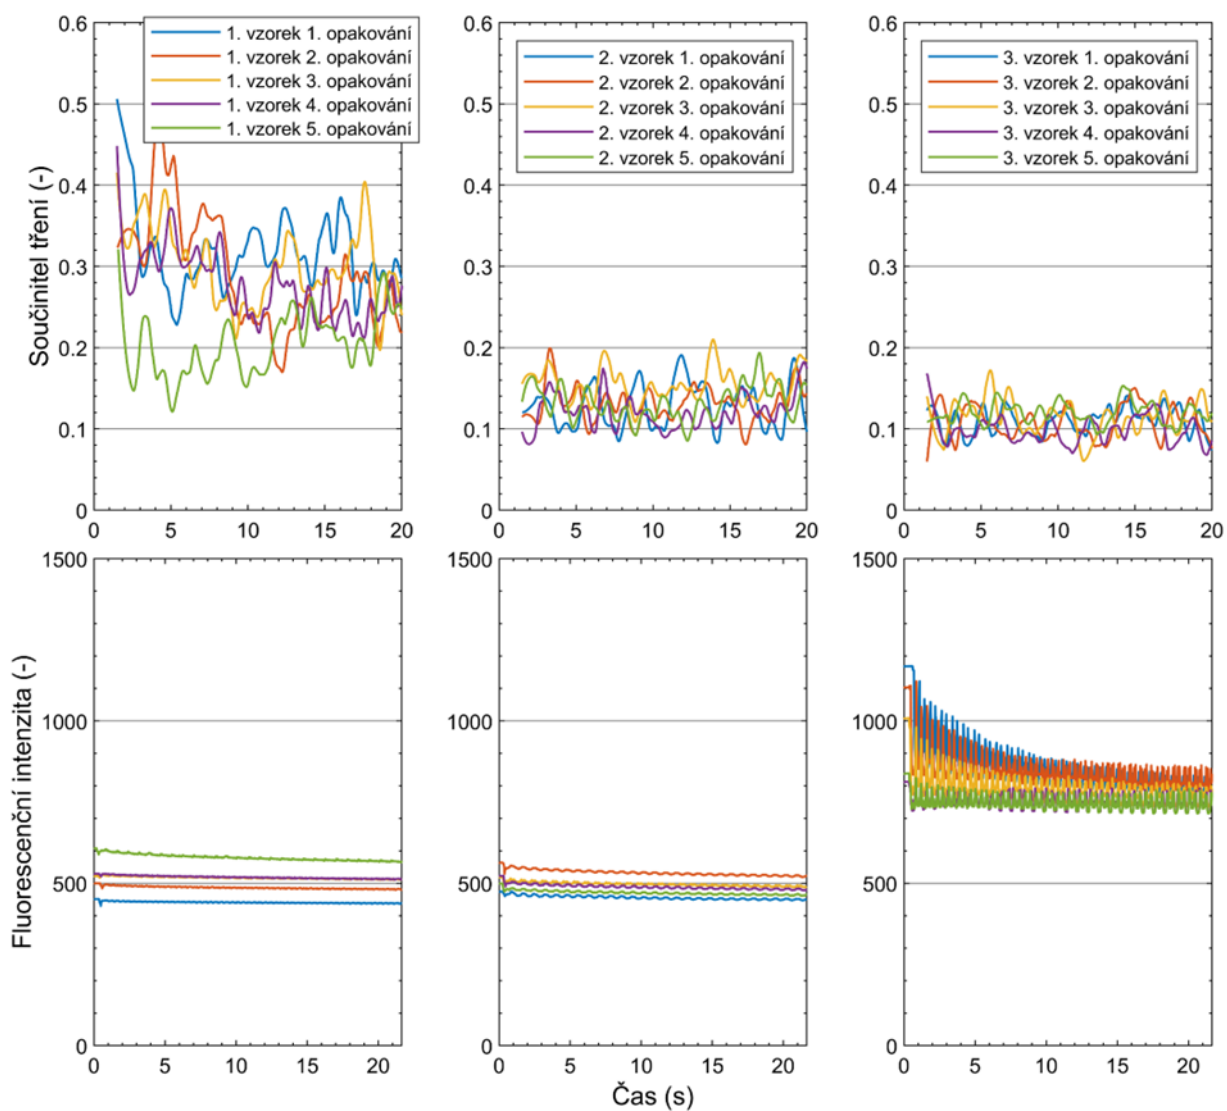 0.6
0.5
0.4
0.3
0.2
0.1
0
Součinitel tření (-)
1. vzorek 1. opakování
1. vzorek 2. opakování
1. vzorek 3. opakování
1. vzorek 4. opakování
1. vzorek 5. opakování
0 5 10 15 20
0.6
0.5
0.4
0.3
0.2
0.1
0
2. vzorek 1. opakování
2. vzorek 2. opakování
2. vzorek 3. opakování
2. vzorek 4. opakování
2. vzorek 5. opakování
0 5 10 15 20
0.6
0.5
0.4
0.3
0.2
0.1
0
3. vzorek 1. opakování
3. vzorek 2. opakování
3. vzorek 3. opakování
3. vzorek 4. opakování
3. vzorek 5. opakování
0 5 10 15 20
1500
1000
500
0
Fluorescenční intenzita (-)
0 5 10 15 20
1500
1000
500
0
0 5 10 15 20
1500
1000
500
0
0 5 10 15 20
Čas (s)